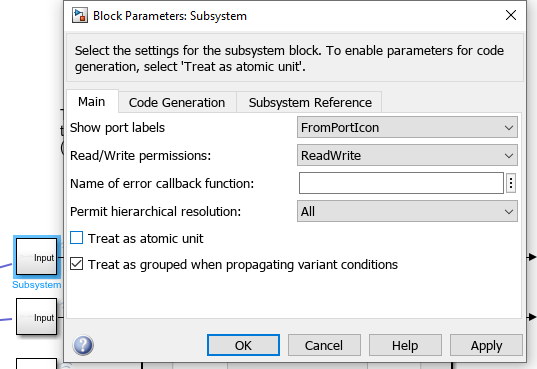 Block Parameters: Subsystem
Select the settings for the subsystem block. To enable parameters for code
generation, select 'Treat as atomic unit'.
Main
Code Generation
Subsystem Reference
Show port labels
FromPortIcon
Read/Write permissions:
ReadWrite
Name of error callback function:
Permit hierarchical resolution:
All
Treat as atomic unit
Treat as grouped when propagating variant conditions
OK
Cancel
Help
Apply
Input
Subsystem
Input